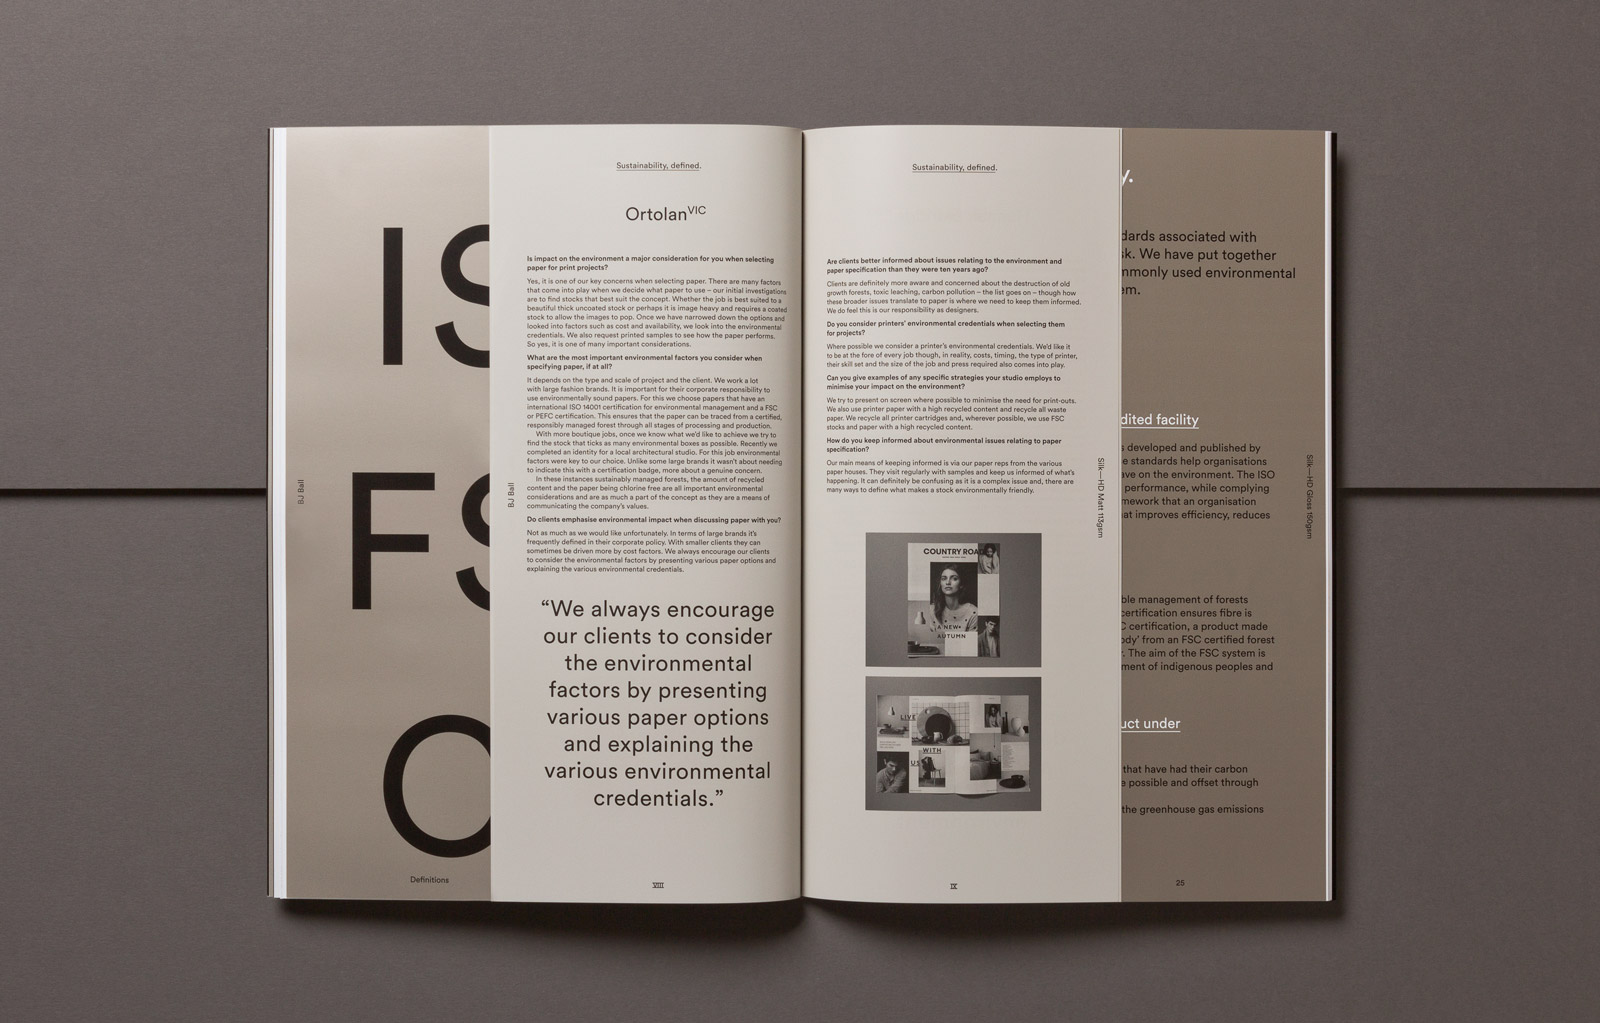 IS
FS
O
BJ Ball
Definitions
BJ Ball
Sustainability, defined.
OrtolanVIC
Is impact on the environment a major consideration for you when selecting
paper for print projects?
Yes, it is one of our key concerns when selecting paper. There are many factors
that come into play when we decide what paper to use – our initial investigations
are to find stocks that best suit the concept. Whether the job is best suited to a
beautiful thick uncoated stock or perhaps it is image heavy and requires a coated
stock to allow the images to pop. Once we have narrowed down the options and
looked into factors such as cost and availability, we look into the environmental
credentials. We also request printed samples to see how the paper performs.
So yes, it is one of many important considerations.
What are the most important environmental factors you consider when
specifying paper, if at all?
It depends on the type and scale of project and the client. We work a lot
with large fashion brands. It is important for their corporate responsibility to
use environmentally sound papers. For this we choose papers that have an
international ISO 14001 certification for environmental management and a FSC
or PEFC certification. This ensures that the paper can be traced from a certified,
responsibly managed forest through all stages of processing and production.
With more boutique jobs, once we know what we'd like to achieve we try to
find the stock that ticks as many environmental boxes as possible. Recently we
completed an identity for a local architectural studio. For this job environmental
factors were key to our choice. Unlike some large brands it wasn't about needing
to indicate this with a certification badge, more about a genuine concern.
In these instances sustainably managed forests, the amount of recycled
content and the paper being chlorine free are all important environmental
considerations and are as much a part of the concept as they are a means of
communicating the company's values.
Do clients emphasise environmental impact when discussing paper with you?
Not as much as we would like unfortunately. In terms of large brands it's
frequently defined in their corporate policy. With smaller clients they can
sometimes be driven more by cost factors. We always encourage our clients
to consider the environmental factors by presenting various paper options and
explaining the various environmental credentials.
“We always encourage
our clients to consider
the environmental
factors by presenting
various paper options
and explaining the
various environmental
credentials.”
VIII
Sustainability, defined.
Are clients better informed about issues relating to the environment and
paper specification than they were ten years ago?
Clients are definitely more aware and concerned about the destruction of old
growth forests, toxic leaching, carbon pollution – the list goes on – though how
these broader issues translate to paper is where we need to keep them informed.
We do feel this is our responsibility as designers.
Do you consider printers' environmental credentials when selecting them
for projects?
Where possible we consider a printer's environmental credentials. We'd like it
to be at the fore of every job though, in reality, costs, timing, the type of printer,
their skill set and the size of the job and press required also comes into play.
Can you give examples of any specific strategies your studio employs to
minimise your impact on the environment?
We try to present on screen where possible to minimise the need for print-outs.
We also use printer paper with a high recycled content and recycle all waste
paper. We recycle all printer cartridges and, wherever possible, we use FSC
stocks and paper with a high recycled content.
How do you keep informed about environmental issues relating to paper
specification?
Our main means of keeping informed is via our paper reps from the various
paper houses. They visit regularly with samples and keep us informed of what's
happening. It can definitely be confusing as it is a complex issue and, there are
many ways to define what makes a stock environmentally friendly.
COUNTRY ROAD
A NEW
AUTUMN
LIVE
WITH
US
IX
Silk—HD Matt 113gsm
y.
dards associated with
sk. We have put together
mmonly used environmental
em.
dited facility
s developed and published by
e standards help organisations
ave on the environment. The ISO
performance, while complying
mework that an organisation
at improves efficiency, reduces
ble management of forests
certification ensures fibre is
C certification, a product made
ody' from an FSC certified forest
. The aim of the FSC system is
ment of indigenous peoples and
uct under
that have had their carbon
e possible and offset through
the greenhouse gas emissions
25
Silk—HD Gloss 150gsm